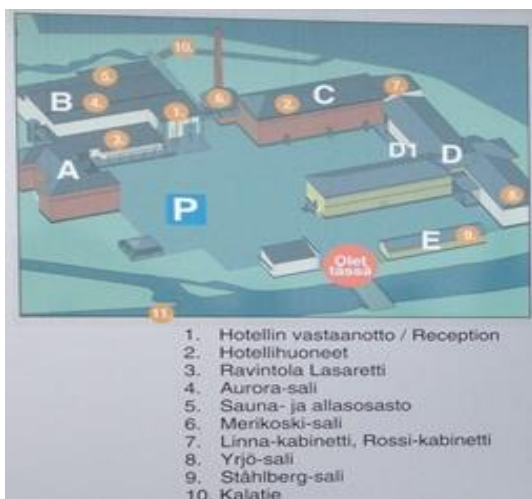 10.
5.
B
4.
1.
6.
2.
C
7.
3.
A
D1
D
P
8.
E
9.
Olet
tässä
11
1. Hotellin vastaanotto / Reception
2. Hotellihuoneet
3. Ravintola Lasaretti
4. Aurora-sali
5. Sauna- ja allasosasto
6. Merikoski-sali
7. Linna-kabinetti, Rossi-kabinetti
8. Yrjö-sali
9. Ståhlberg-sali
10. Kalatie